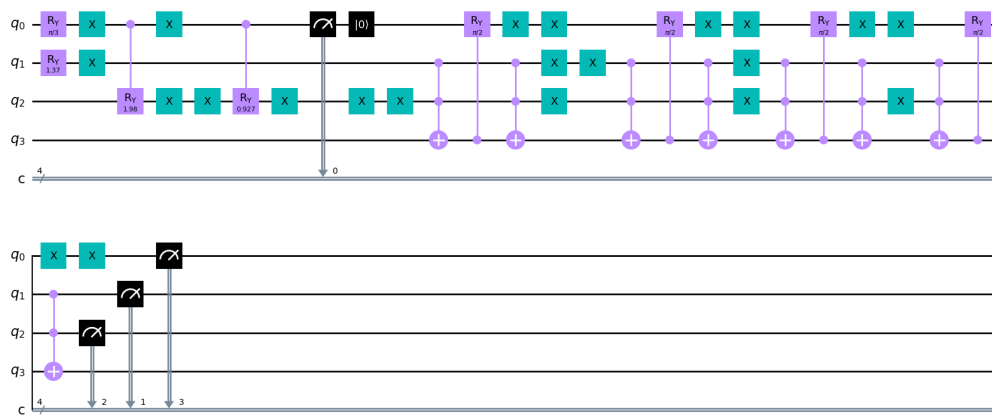 q0 RY π/3 X X |0⟩ RY π/2 X X RY π/2 X X RY π/2 X X RY π/2
q1 RY 1.37 X X X X
q2 RY 1.98 X X RY 0.927 X X X X X X
q3
c 4 0
q0 X X
q1
q2
q3
c 4 2 1 3